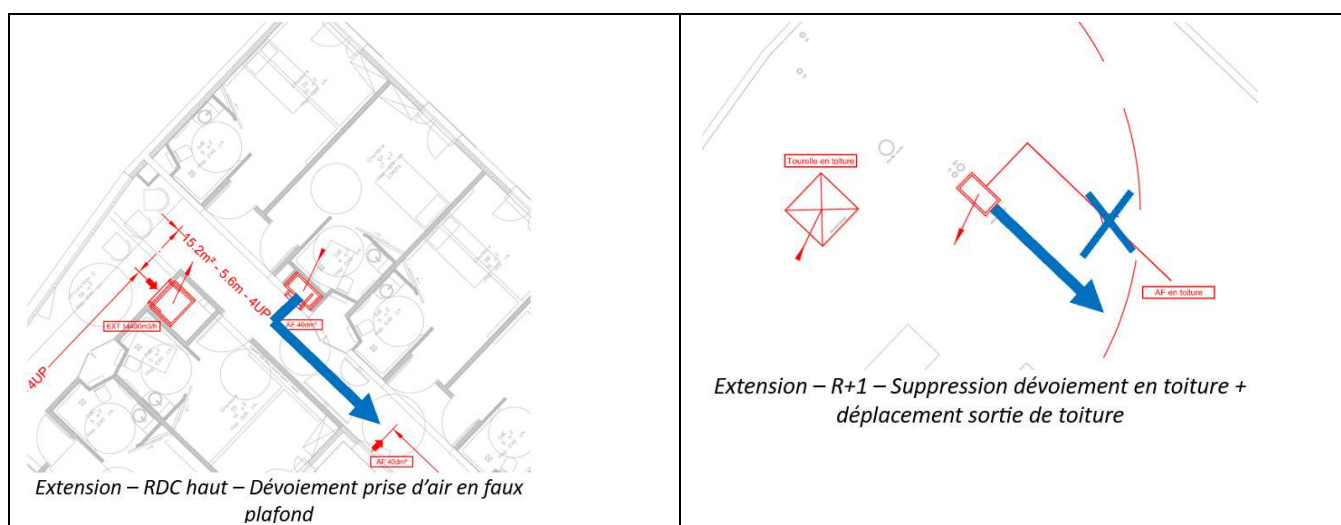 15.2m² - 5.6m - 4UP
EXT 14400m3/h
AF 40dm²
4UP
AF 40dm²
Extension – RDC haut – Dévoiement prise d'air en faux
plafond
Tourelle en toiture
AF en toiture
Extension – R+1 – Suppression dévoiement en toiture +
déplacement sortie de toiture